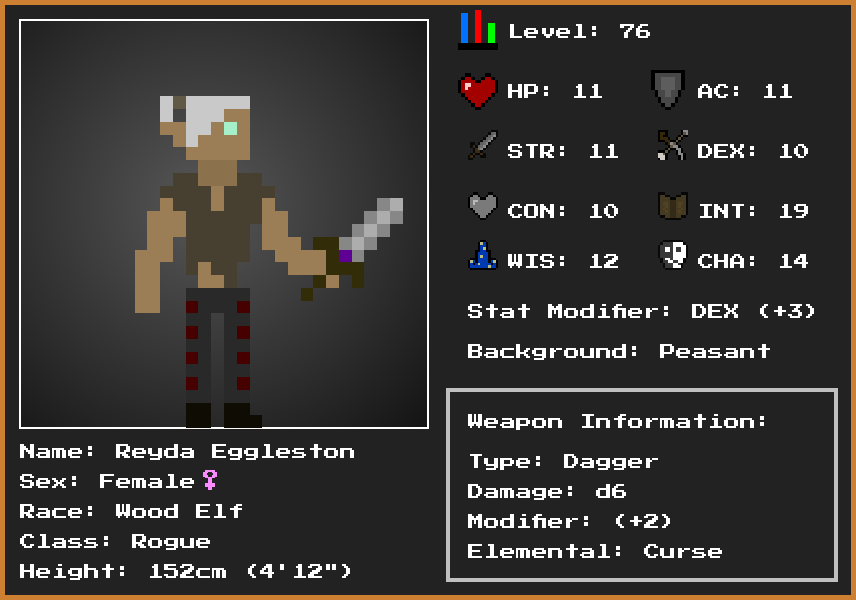 Level: 76
HP: 11 AC: 11
STR: 11 DEX: 10
CON: 10 INT: 19
WIS: 12 CHA: 14
Stat Modifier: DEX (+3)
Background: Peasant
Weapon Information:
Type: Dagger
Damage: d6
Modifier: (+2)
Elemental: Curse
Name: Reyda Eggleston
Sex: Female♀
Race: Wood Elf
Class: Rogue
Height: 152cm (4'12")